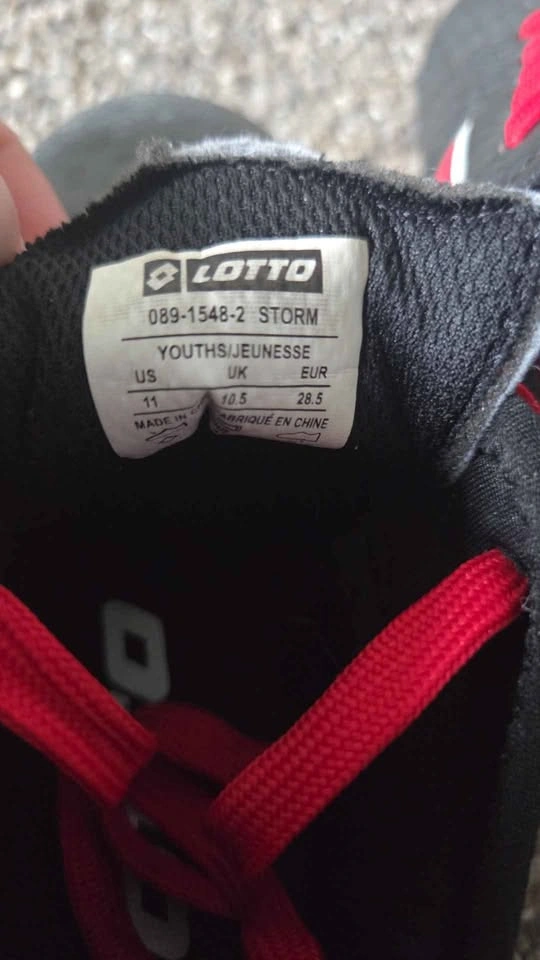 LOTTO
089-1548-2 STORM
YOUTHS/JEUNESSE
US UK EUR
11 10.5 28.5
MADE IN EN CHINE